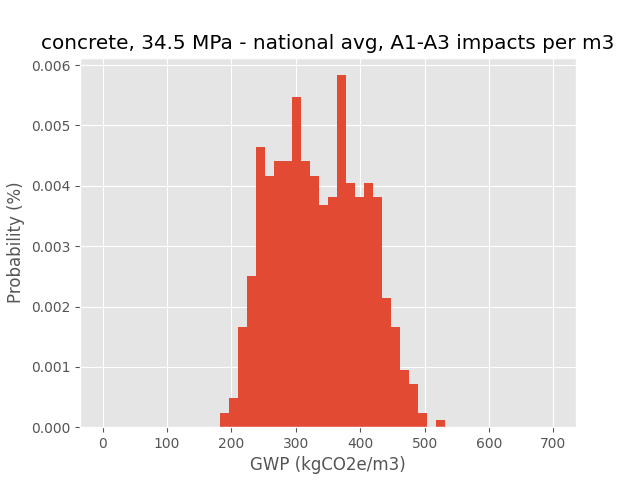 concrete, 34.5 MPa - national avg, A1-A3 impacts per m3
0.006
0.005
0.004
0.003
0.002
0.001
0.000
Probability (%)
0 100 200 300 400 500 600 700
GWP (kgCO2e/m3)